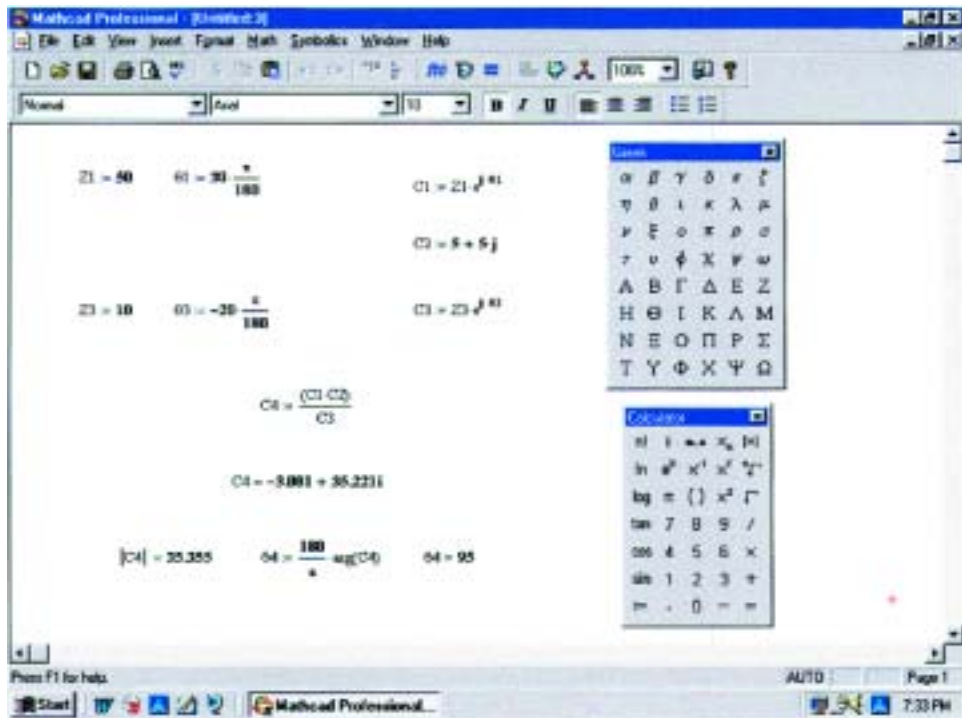 Mathcad Professional - [Untitled:3]
File Edit View Insert Format Math Symbolics Window Help
100%
Normal Arial 10 B I U
Z1 := 50 θ1 := 30· π/180 C1 := Z1·e^j·θ1
C2 := 5 + 5·j
Z3 := 10 θ3 := -20· π/180 C3 := Z3·e^j·θ3
C4 := (C1·C2)/C3
C4 = -3.081 + 35.221i
|C4| = 35.355 θ4 := 180/π ·arg(C4) θ4 = 95
Greek
α β γ δ ε ζ
η θ ι κ λ μ
ν ξ ο π ρ σ
τ υ ϕ χ ψ ω
Α Β Γ Δ Ε Ζ
Η Θ Ι Κ Λ Μ
Ν Ξ Ο Π Ρ Σ
Τ Υ Φ Χ Ψ Ω
Calculator
n! i |x|
ln
log π ( )
tan 7 8 9 /
cos 4 5 6 ×
sin 1 2 3 +
:= . 0 − =
Press F1 for help.
AUTO Page 1
Start Mathcad Professional... 7:33 PM